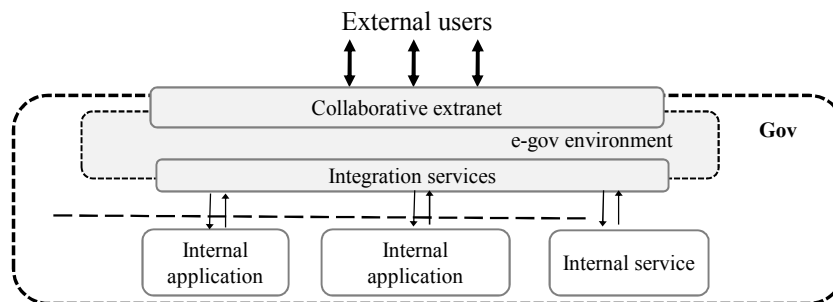 External users
Collaborative extranet
Gov
e-gov environment
Integration services
Internal
application
Internal
application
Internal service